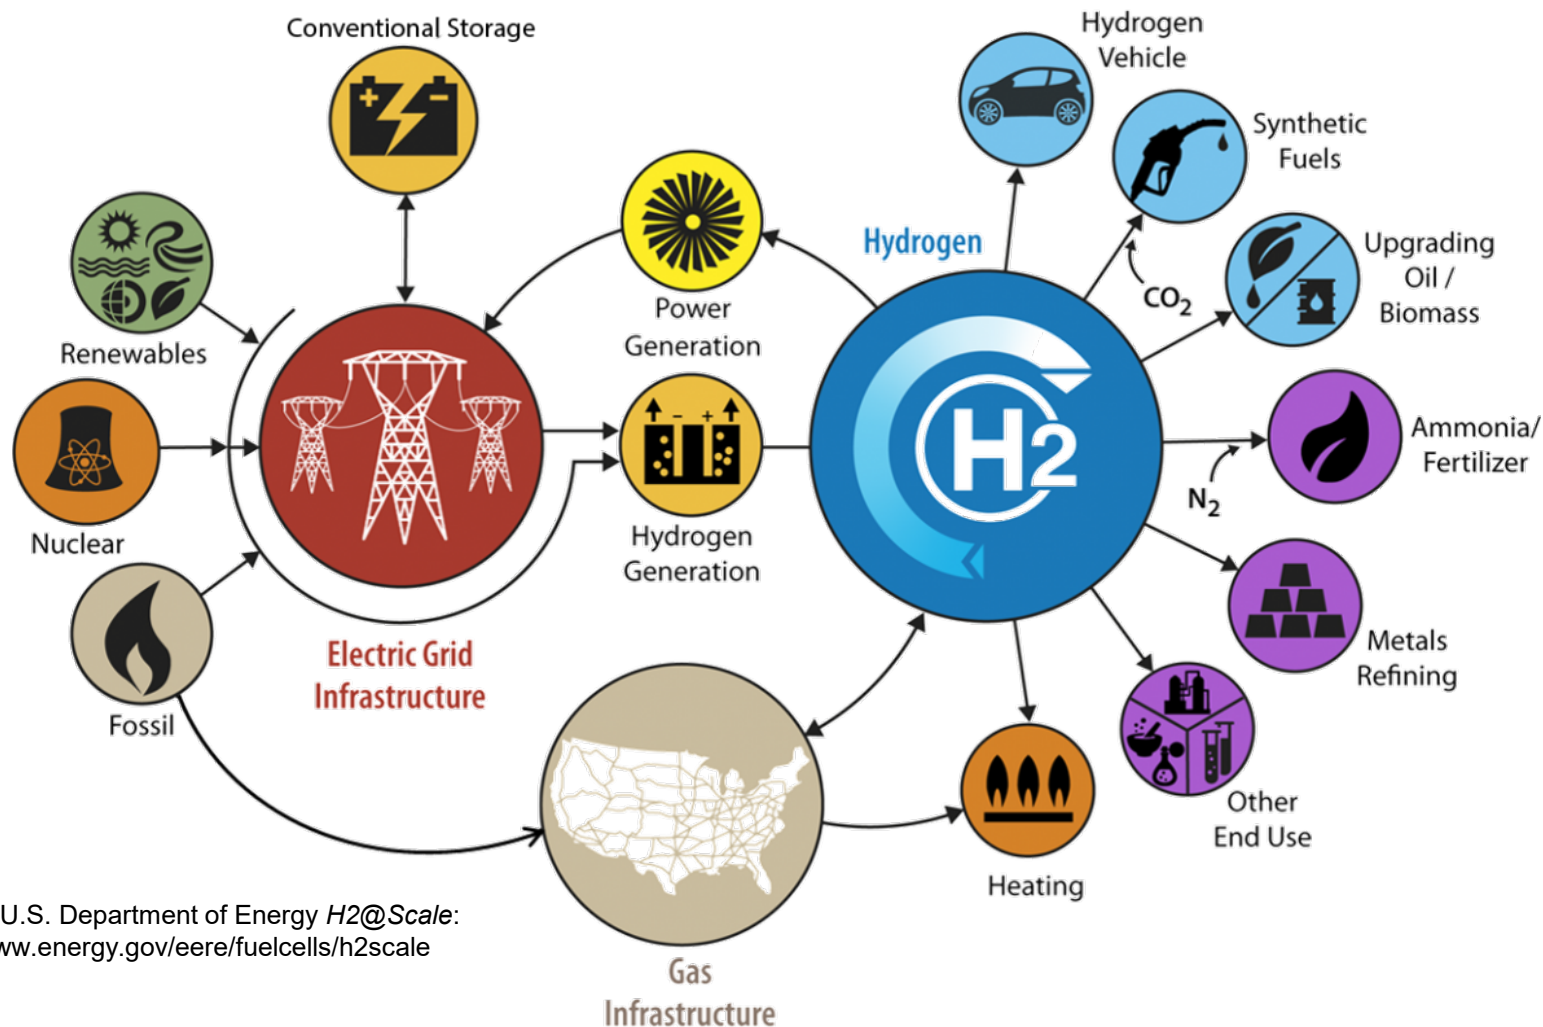 Conventional Storage
Hydrogen
Vehicle
Synthetic
Fuels
Upgrading
Oil /
Biomass
CO2
Hydrogen
Renewables
Power
Generation
H2
Ammonia/
Fertilizer
N2
Nuclear
Hydrogen
Generation
Metals
Refining
Electric Grid
Infrastructure
Fossil
Other
End Use
Heating
U.S. Department of Energy H2@Scale:
ww.energy.gov/eere/fuelcells/h2scale
Gas
Infrastructure